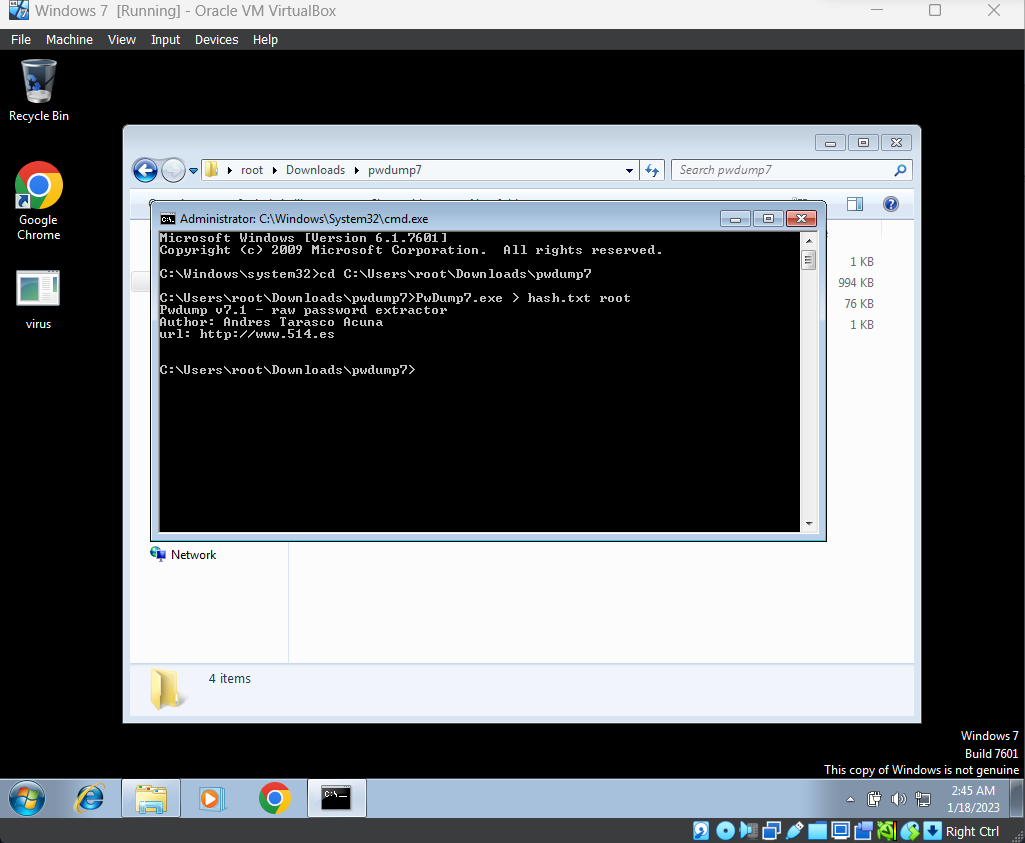 Windows 7 [Running] - Oracle VM VirtualBox
File Machine View Input Devices Help
Recycle Bin
Google
Chrome
virus
root Downloads pwdump7
Search pwdump7
Administrator: C:\Windows\System32\cmd.exe
Microsoft Windows [Version 6.1.7601]
Copyright (c) 2009 Microsoft Corporation.  All rights reserved.
C:\Windows\system32>cd C:\Users\root\Downloads\pwdump7
C:\Users\root\Downloads\pwdump7>PwDump7.exe > hash.txt root
Pwdump v7.1 - raw password extractor
Author: Andres Tarasco Acuna
url: http://www.514.es
C:\Users\root\Downloads\pwdump7>
1 KB
994 KB
76 KB
1 KB
Network
4 items
Windows 7
Build 7601
This copy of Windows is not genuine
2:45 AM
1/18/2023
Right Ctrl